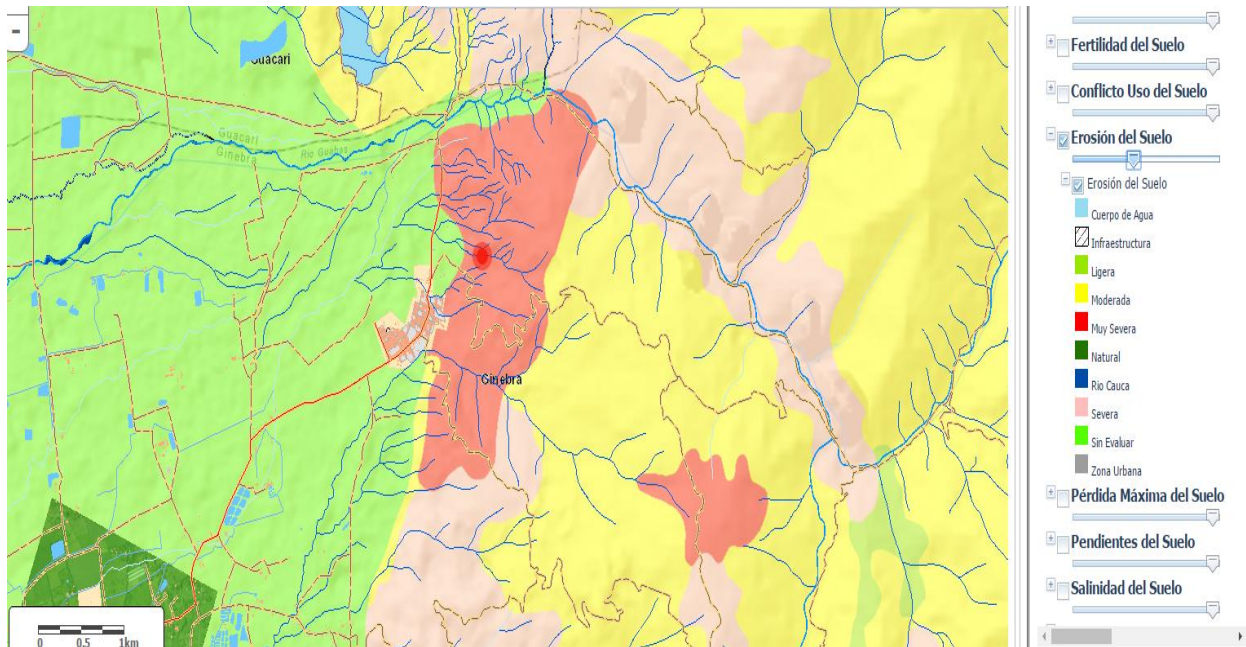 -
Guacarí
Guacarí
Ginebra
Río Guabas
Ginebra
0 0.5 1km
Fertilidad del Suelo
Conflicto Uso del Suelo
Erosión del Suelo
Erosión del Suelo
Cuerpo de Agua
Infraestructura
Ligera
Moderada
Muy Severa
Natural
Rio Cauca
Severa
Sin Evaluar
Zona Urbana
Pérdida Máxima del Suelo
Pendientes del Suelo
Salinidad del Suelo